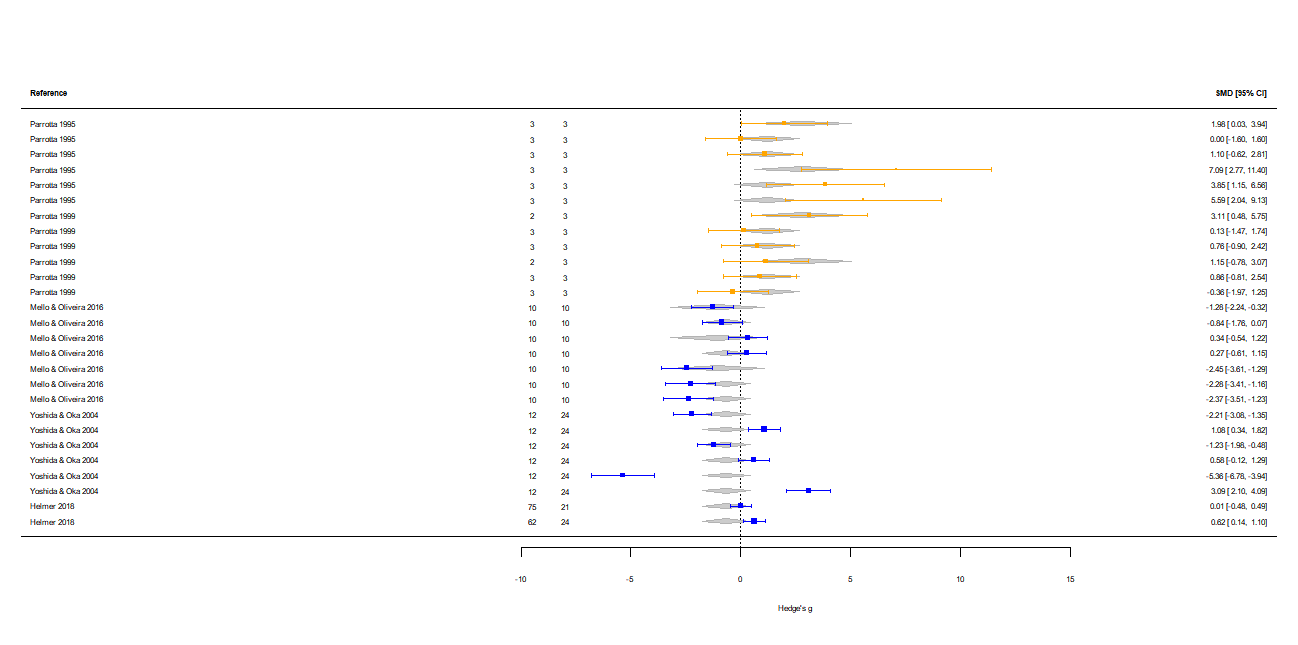 Reference SMD [95% CI]
Parrotta 1995 3 3 1.98 [ 0.03, 3.94]
Parrotta 1995 3 3 0.00 [-1.60, 1.60]
Parrotta 1995 3 3 1.10 [-0.62, 2.81]
Parrotta 1995 3 3 7.09 [ 2.77, 11.40]
Parrotta 1995 3 3 3.85 [ 1.15, 6.56]
Parrotta 1995 3 3 5.59 [ 2.04, 9.13]
Parrotta 1999 2 3 3.11 [ 0.48, 5.75]
Parrotta 1999 3 3 0.13 [-1.47, 1.74]
Parrotta 1999 3 3 0.76 [-0.90, 2.42]
Parrotta 1999 2 3 1.15 [-0.78, 3.07]
Parrotta 1999 3 3 0.86 [-0.81, 2.54]
Parrotta 1999 3 3 -0.36 [-1.97, 1.25]
Mello & Oliveira 2016 10 10 -1.28 [-2.24, -0.32]
Mello & Oliveira 2016 10 10 -0.84 [-1.76, 0.07]
Mello & Oliveira 2016 10 10 0.34 [-0.54, 1.22]
Mello & Oliveira 2016 10 10 0.27 [-0.61, 1.15]
Mello & Oliveira 2016 10 10 -2.45 [-3.61, -1.29]
Mello & Oliveira 2016 10 10 -2.28 [-3.41, -1.16]
Mello & Oliveira 2016 10 10 -2.37 [-3.51, -1.23]
Yoshida & Oka 2004 12 24 -2.21 [-3.08, -1.35]
Yoshida & Oka 2004 12 24 1.08 [ 0.34, 1.82]
Yoshida & Oka 2004 12 24 -1.23 [-1.98, -0.48]
Yoshida & Oka 2004 12 24 0.58 [-0.12, 1.29]
Yoshida & Oka 2004 12 24 -5.36 [-6.78, -3.94]
Yoshida & Oka 2004 12 24 3.09 [ 2.10, 4.09]
Helmer 2018 75 21 0.01 [-0.48, 0.49]
Helmer 2018 62 24 0.62 [ 0.14, 1.10]
-10 -5 0 5 10 15
Hedge's g